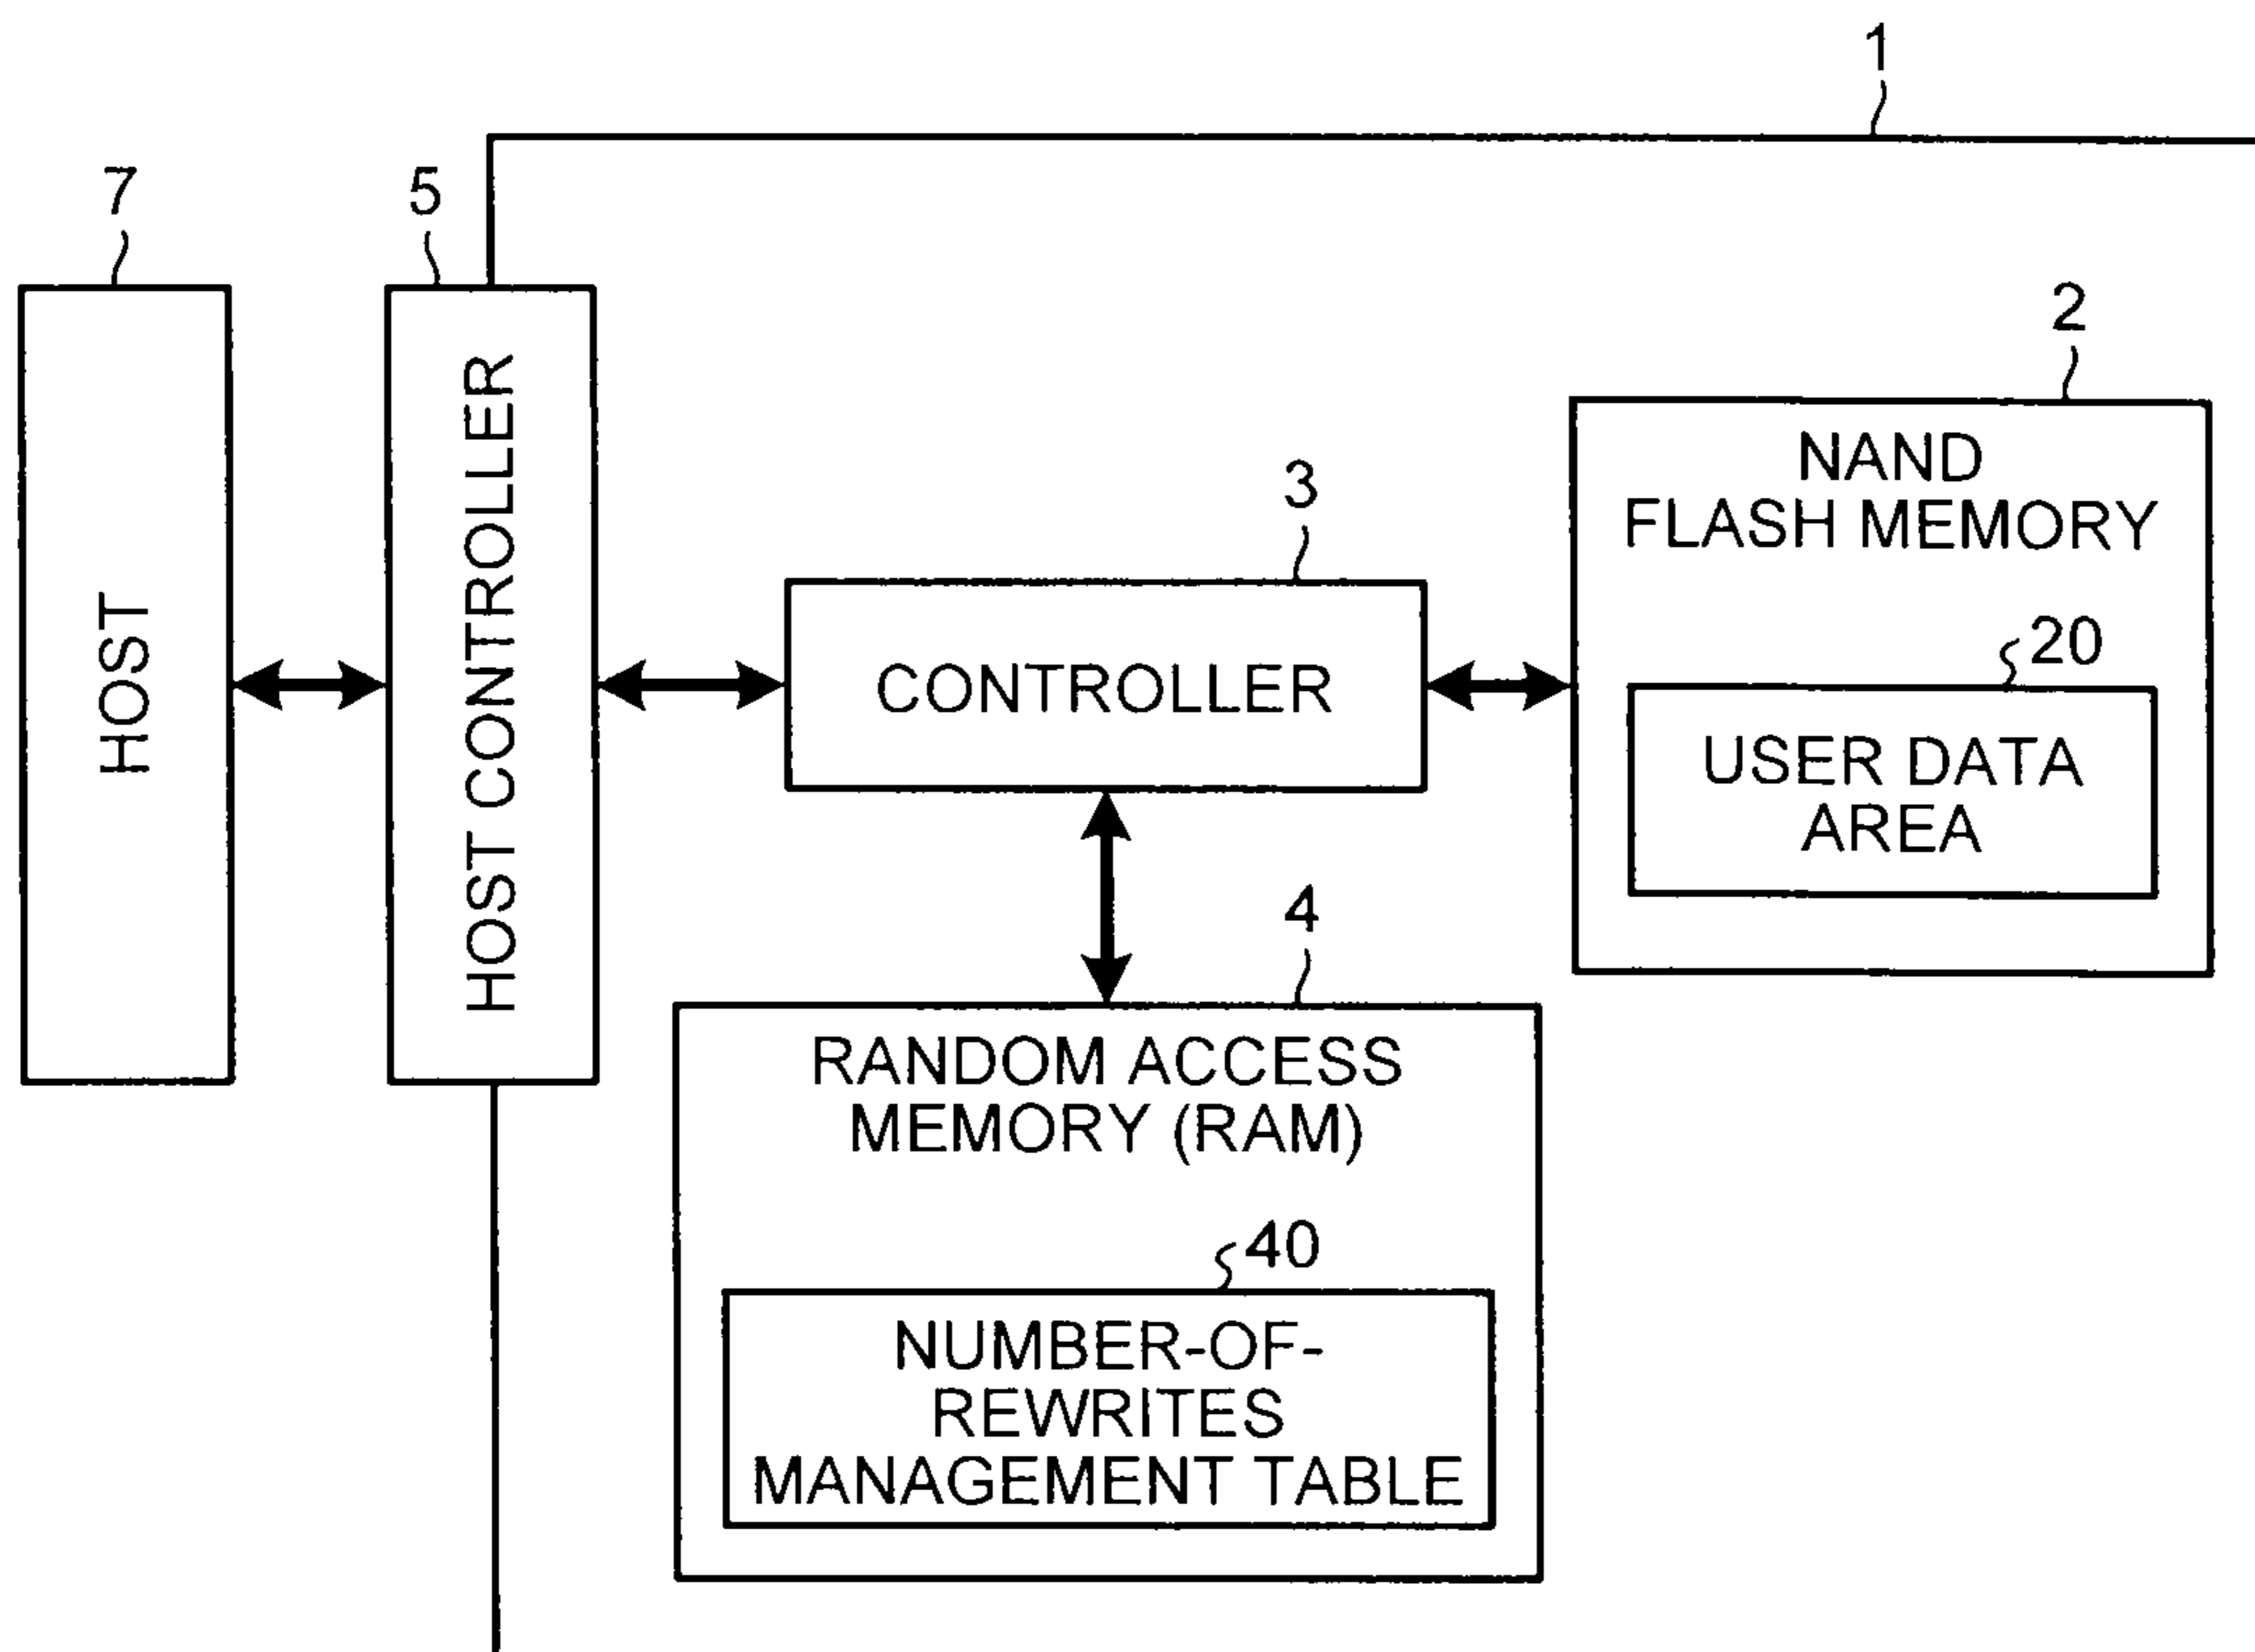 1
7
5
2
HOST
HOST CONTROLLER
3
CONTROLLER
NAND
FLASH MEMORY
20
USER DATA
AREA
4
RANDOM ACCESS
MEMORY (RAM)
40
NUMBER-OF-
REWRITES
MANAGEMENT TABLE